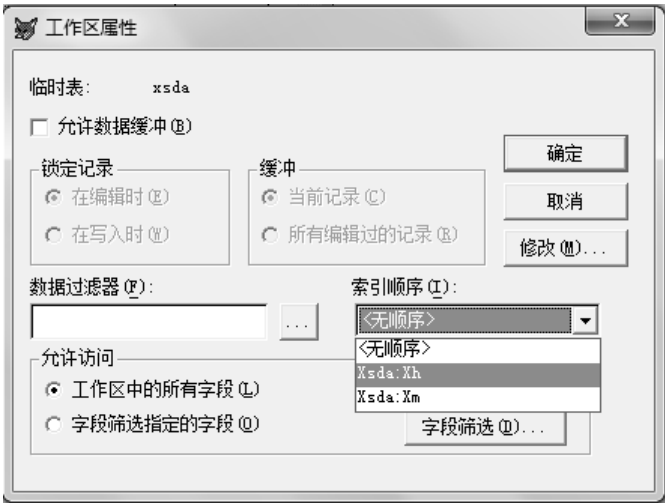 工作区属性
临时表: xsda
允许数据缓冲(B)
锁定记录
在编辑时(E)
在写入时(W)
缓冲
当前记录(C)
所有编辑过的记录(R)
确定
取消
修改(M)...
数据过滤器(F):
...
索引顺序(I):
<无顺序>
<无顺序>
Xsda:Xh
Xsda:Xm
允许访问
工作区中的所有字段(L)
字段筛选指定的字段(O)
字段筛选(D)...